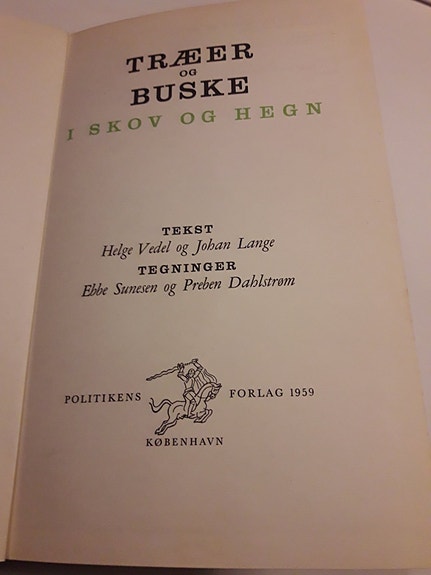 TRÆER
OG
BUSKE
I SKOV OG HEGN
TEKST
Helge Vedel og Johan Lange
TEGNINGER
Ebbe Sunesen og Preben Dahlstrøm
POLITIKENS FORLAG 1959
KØBENHAVN